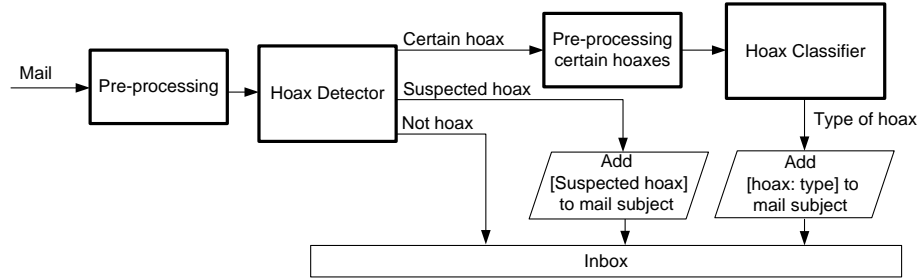 Mail
Pre-processing
Hoax Detector
Certain hoax
Suspected hoax
Not hoax
Pre-processing
certain hoaxes
Hoax Classifier
Type of hoax
Add
[Suspected hoax]
to mail subject
Add
[hoax: type] to
mail subject
Inbox